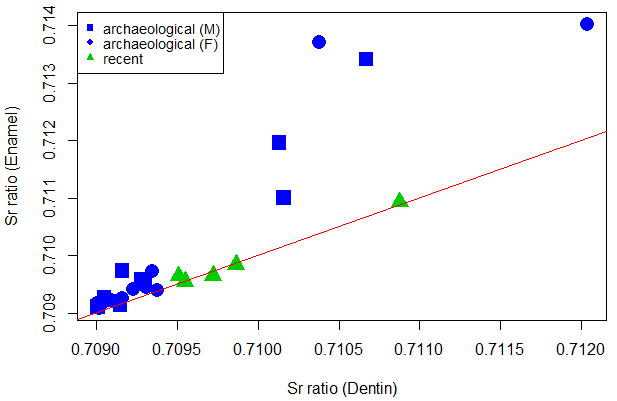 archaeological (M)
archaeological (F)
recent
Sr ratio (Enamel)
0.714
0.713
0.712
0.711
0.710
0.709
0.7090
0.7095
0.7100
0.7105
0.7110
0.7115
0.7120
Sr ratio (Dentin)